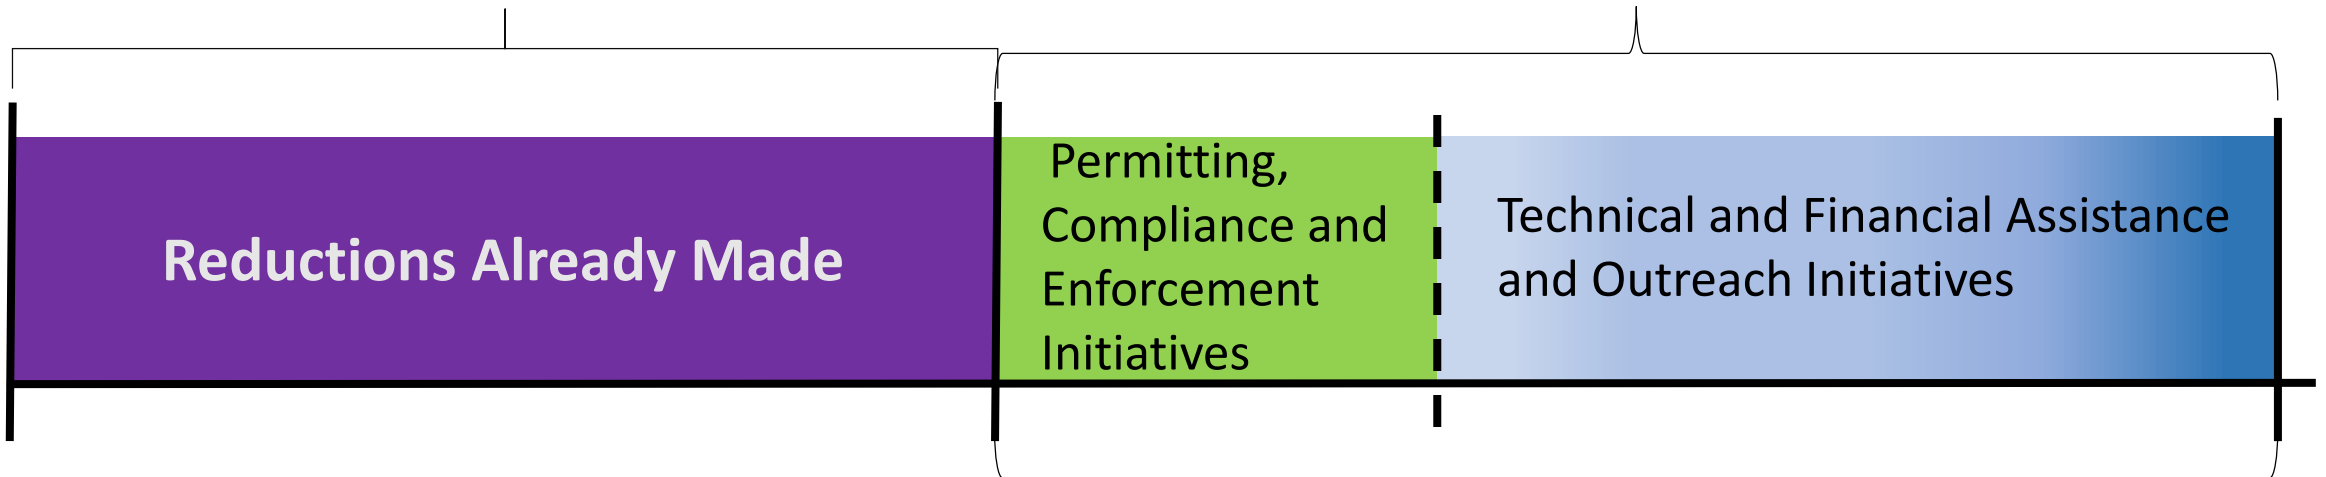 Reductions Already Made
Permitting,
Compliance and
Enforcement
Initiatives
Technical and Financial Assistance
and Outreach Initiatives